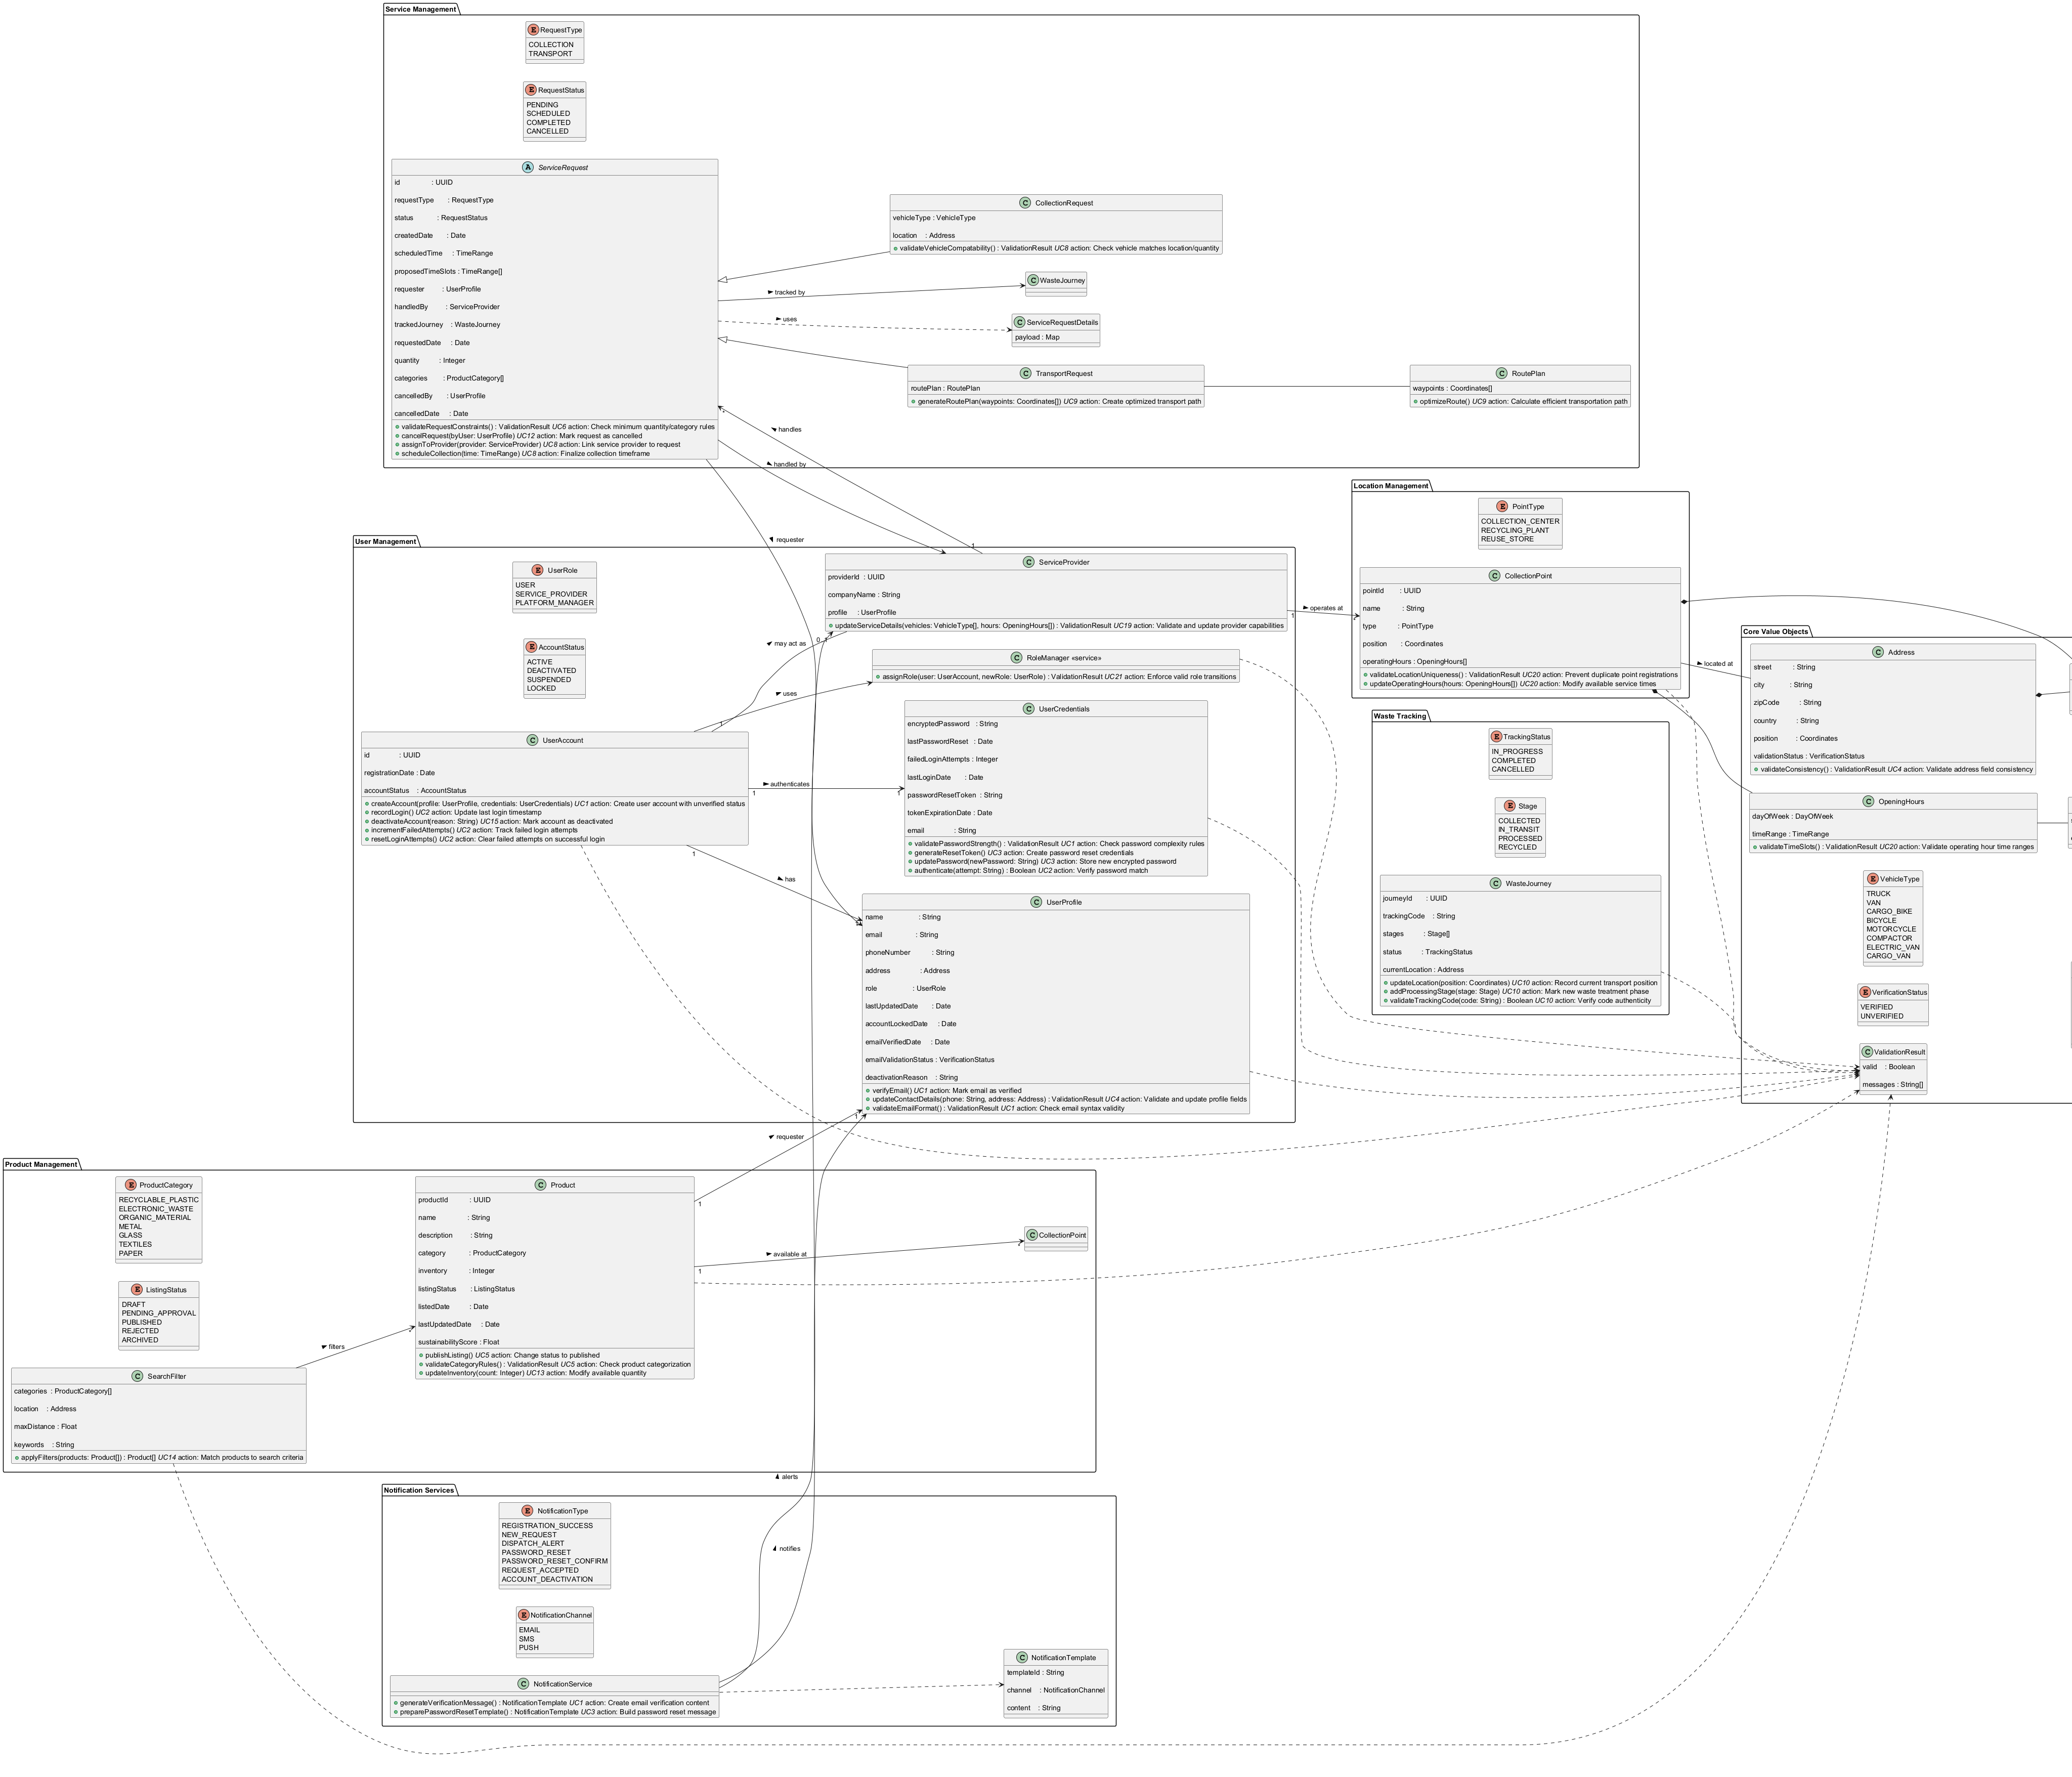 Service Management
E RequestType
COLLECTION
TRANSPORT
E RequestStatus
PENDING
SCHEDULED
COMPLETED
CANCELLED
A ServiceRequest
id : UUID
requestType : RequestType
status : RequestStatus
createdDate : Date
scheduledTime : TimeRange
proposedTimeSlots : TimeRange[]
requester : UserProfile
handledBy : ServiceProvider
trackedJourney : WasteJourney
requestedDate : Date
quantity : Integer
categories : ProductCategory[]
cancelledBy : UserProfile
cancelledDate : Date
validateRequestConstraints() : ValidationResult UC6 action: Check minimum quantity/category rules
cancelRequest(byUser: UserProfile) UC12 action: Mark request as cancelled
assignToProvider(provider: ServiceProvider) UC8 action: Link service provider to request
scheduleCollection(time: TimeRange) UC8 action: Finalize collection timeframe
C CollectionRequest
vehicleType : VehicleType
location : Address
validateVehicleCompatability() : ValidationResult UC8 action: Check vehicle matches location/quantity
tracked by
C WasteJourney
uses
C ServiceRequestDetails
payload : Map
C TransportRequest
routePlan : RoutePlan
generateRoutePlan(waypoints: Coordinates[]) UC9 action: Create optimized transport path
C RoutePlan
waypoints : Coordinates[]
optimizeRoute() UC9 action: Calculate efficient transportation path
*
handles
handled by
requester
1
User Management
E UserRole
USER
SERVICE_PROVIDER
PLATFORM_MANAGER
E AccountStatus
ACTIVE
DEACTIVATED
SUSPENDED
LOCKED
C UserAccount
id : UUID
registrationDate : Date
accountStatus : AccountStatus
createAccount(profile: UserProfile, credentials: UserCredentials) UC1 action: Create user account with unverified status
recordLogin() UC2 action: Update last login timestamp
deactivateAccount(reason: String) UC15 action: Mark account as deactivated
incrementFailedAttempts() UC2 action: Track failed login attempts
resetLoginAttempts() UC2 action: Clear failed attempts on successful login
C ServiceProvider
providerId : UUID
companyName : String
profile : UserProfile
updateServiceDetails(vehicles: VehicleType[], hours: OpeningHours[]) : ValidationResult UC19 action: Validate and update provider capabilities
may act as
1
uses
C RoleManager «service»
assignRole(user: UserAccount, newRole: UserRole) : ValidationResult UC21 action: Enforce valid role transitions
authenticates
1
1
C UserCredentials
encryptedPassword : String
lastPasswordReset : Date
failedLoginAttempts : Integer
lastLoginDate : Date
passwordResetToken : String
tokenExpirationDate : Date
email : String
validatePasswordStrength() : ValidationResult UC1 action: Check password complexity rules
generateResetToken() UC3 action: Create password reset credentials
updatePassword(newPassword: String) UC3 action: Store new encrypted password
authenticate(attempt: String) : Boolean UC2 action: Verify password match
1
has
C UserProfile
name : String
email : String
phoneNumber : String
address : Address
role : UserRole
lastUpdatedDate : Date
accountLockedDate : Date
emailVerifiedDate : Date
emailValidationStatus : VerificationStatus
deactivationReason : String
verifyEmail() UC1 action: Mark email as verified
updateContactDetails(phone: String, address: Address) : ValidationResult UC4 action: Validate and update profile fields
validateEmailFormat() : ValidationResult UC1 action: Check email syntax validity
1
operates at
1
*
Location Management
E PointType
COLLECTION_CENTER
RECYCLING_PLANT
REUSE_STORE
C CollectionPoint
pointId : UUID
name : String
type : PointType
position : Coordinates
operatingHours : OpeningHours[]
validateLocationUniqueness() : ValidationResult UC20 action: Prevent duplicate point registrations
updateOperatingHours(hours: OpeningHours[]) UC20 action: Modify available service times
located at
Waste Tracking
E TrackingStatus
IN_PROGRESS
COMPLETED
CANCELLED
E Stage
COLLECTED
IN_TRANSIT
PROCESSED
RECYCLED
C WasteJourney
journeyId : UUID
trackingCode : String
stages : Stage[]
status : TrackingStatus
currentLocation : Address
updateLocation(position: Coordinates) UC10 action: Record current transport position
addProcessingStage(stage: Stage) UC10 action: Mark new waste treatment phase
validateTrackingCode(code: String) : Boolean UC10 action: Verify code authenticity
Core Value Objects
C Address
street : String
city : String
zipCode : String
country : String
position : Coordinates
validationStatus : VerificationStatus
validateConsistency() : ValidationResult UC4 action: Validate address field consistency
C OpeningHours
dayOfWeek : DayOfWeek
timeRange : TimeRange
validateTimeSlots() : ValidationResult UC20 action: Validate operating hour time ranges
E VehicleType
TRUCK
VAN
CARGO_BIKE
BICYCLE
MOTORCYCLE
COMPACTOR
ELECTRIC_VAN
CARGO_VAN
E VerificationStatus
VERIFIED
UNVERIFIED
C ValidationResult
valid : Boolean
messages : String[]
Product Management
E ProductCategory
RECYCLABLE_PLASTIC
ELECTRONIC_WASTE
ORGANIC_MATERIAL
METAL
GLASS
TEXTILES
PAPER
E ListingStatus
DRAFT
PENDING_APPROVAL
PUBLISHED
REJECTED
ARCHIVED
C SearchFilter
categories : ProductCategory[]
location : Address
maxDistance : Float
keywords : String
applyFilters(products: Product[]) : Product[] UC14 action: Match products to search criteria
filters
*
C Product
productId : UUID
name : String
description : String
category : ProductCategory
inventory : Integer
listingStatus : ListingStatus
listedDate : Date
lastUpdatedDate : Date
sustainabilityScore : Float
publishListing() UC5 action: Change status to published
validateCategoryRules() : ValidationResult UC5 action: Check product categorization
updateInventory(count: Integer) UC13 action: Modify available quantity
requester
1
available at
1
*
C CollectionPoint
alerts
notifies
Notification Services
E NotificationType
REGISTRATION_SUCCESS
NEW_REQUEST
DISPATCH_ALERT
PASSWORD_RESET
PASSWORD_RESET_CONFIRM
REQUEST_ACCEPTED
ACCOUNT_DEACTIVATION
E NotificationChannel
EMAIL
SMS
PUSH
C NotificationService
generateVerificationMessage() : NotificationTemplate UC1 action: Create email verification content
preparePasswordResetTemplate() : NotificationTemplate UC3 action: Build password reset message
C NotificationTemplate
templateId : String
channel : NotificationChannel
content : String